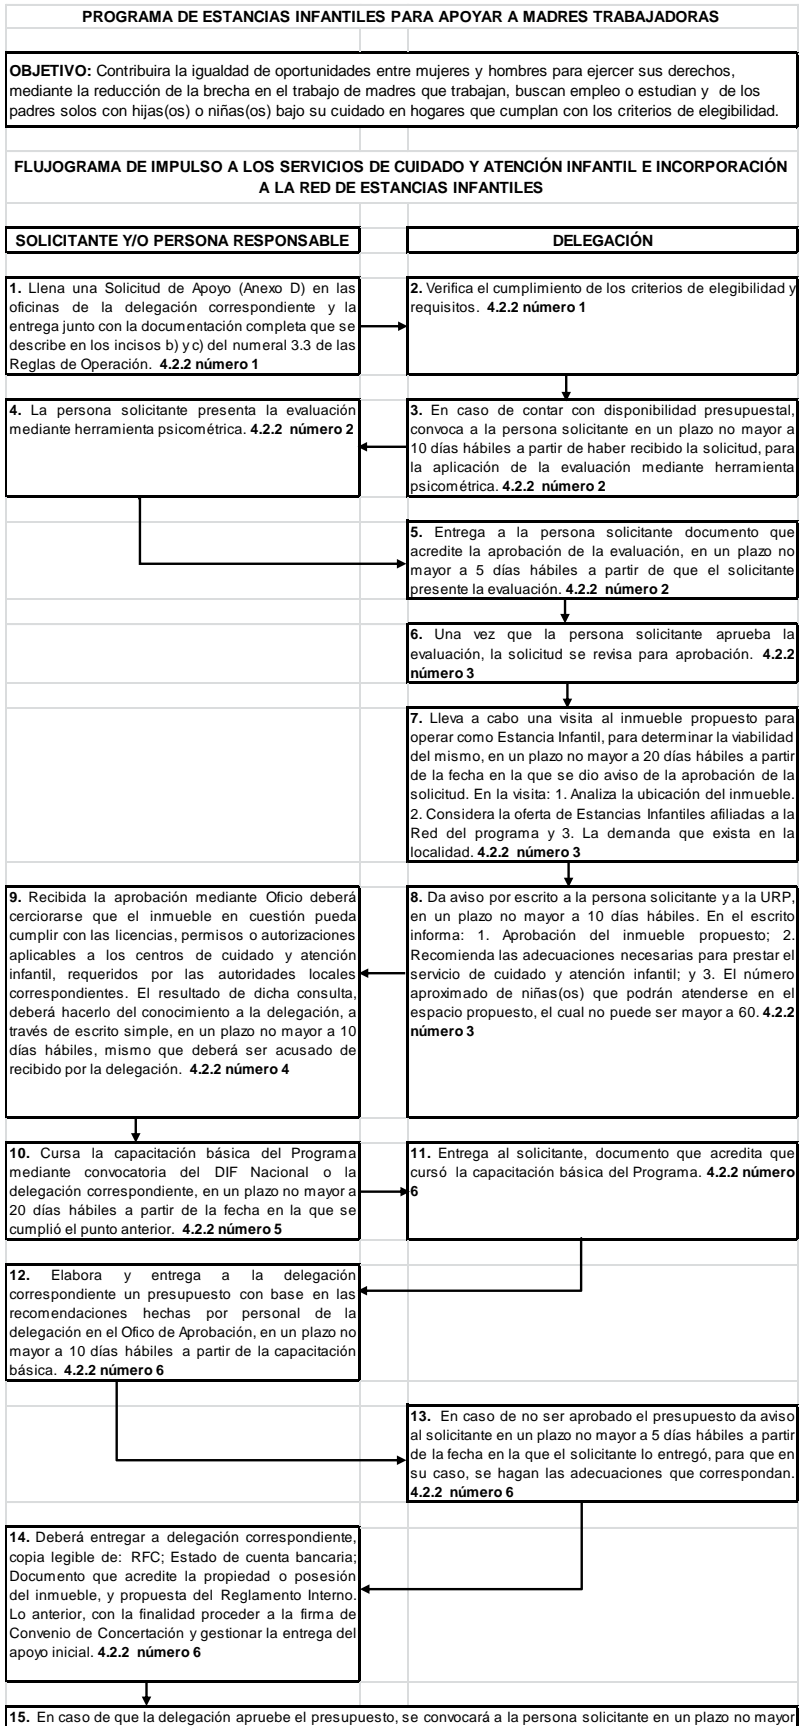 PROGRAMA DE ESTANCIAS INFANTILES PARA APOYAR A MADRES TRABAJADORAS
OBJETIVO: Contribuira la igualdad de oportunidades entre mujeres y hombres para ejercer sus derechos,
mediante la reducción de la brecha en el trabajo de madres que trabajan, buscan empleo o estudian y de los
padres solos con hijas(os) o niñas(os) bajo su cuidado en hogares que cumplan con los criterios de elegibilidad.
FLUJOGRAMA DE IMPULSO A LOS SERVICIOS DE CUIDADO Y ATENCIÓN INFANTIL E INCORPORACIÓN
A LA RED DE ESTANCIAS INFANTILES
SOLICITANTE Y/O PERSONA RESPONSABLE
DELEGACIÓN
1. Llena una Solicitud de Apoyo (Anexo D) en las
oficinas de la delegación correspondiente y la
entrega junto con la documentación completa que se
describe en los incisos b) y c) del numeral 3.3 de las
Reglas de Operación. 4.2.2 número 1
2. Verifica el cumplimiento de los criterios de elegibilidad y
requisitos. 4.2.2 número 1
3. En caso de contar con disponibilidad presupuestal,
convoca a la persona solicitante en un plazo no mayor a
10 días hábiles a partir de haber recibido la solicitud, para
la aplicación de la evaluación mediante herramienta
psicométrica. 4.2.2 número 2
4. La persona solicitante presenta la evaluación
mediante herramienta psicométrica. 4.2.2 número 2
5. Entrega a la persona solicitante documento que
acredite la aprobación de la evaluación, en un plazo no
mayor a 5 días hábiles a partir de que el solicitante
presente la evaluación. 4.2.2 número 2
6. Una vez que la persona solicitante aprueba la
evaluación, la solicitud se revisa para aprobación. 4.2.2
número 3
7. Lleva a cabo una visita al inmueble propuesto para
operar como Estancia Infantil, para determinar la viabilidad
del mismo, en un plazo no mayor a 20 días hábiles a partir
de la fecha en la que se dio aviso de la aprobación de la
solicitud. En la visita: 1. Analiza la ubicación del inmueble.
2. Considera la oferta de Estancias Infantiles afiliadas a la
Red del programa y 3. La demanda que exista en la
localidad. 4.2.2 número 3
8. Da aviso por escrito a la persona solicitante y a la URP,
en un plazo no mayor a 10 días hábiles. En el escrito
informa: 1. Aprobación del inmueble propuesto; 2.
Recomienda las adecuaciones necesarias para prestar el
servicio de cuidado y atención infantil; y 3. El número
aproximado de niñas(os) que podrán atenderse en el
espacio propuesto, el cual no puede ser mayor a 60. 4.2.2
número 3
9. Recibida la aprobación mediante Oficio deberá
cerciorarse que el inmueble en cuestión pueda
cumplir con las licencias, permisos o autorizaciones
aplicables a los centros de cuidado y atención
infantil, requeridos por las autoridades locales
correspondientes. El resultado de dicha consulta,
deberá hacerlo del conocimiento a la delegación, a
través de escrito simple, en un plazo no mayor a 10
días hábiles, mismo que deberá ser acusado de
recibido por la delegación. 4.2.2 número 4
10. Cursa la capacitación básica del Programa
mediante convocatoria del DIF Nacional o la
delegación correspondiente, en un plazo no mayor a
20 días hábiles a partir de la fecha en la que se
cumplió el punto anterior. 4.2.2 número 5
11. Entrega al solicitante, documento que acredita que
cursó la capacitación básica del Programa. 4.2.2 número
6
12. Elabora y entrega a la delegación
correspondiente un presupuesto con base en las
recomendaciones hechas por personal de la
delegación en el Ofico de Aprobación, en un plazo no
mayor a 10 días hábiles a partir de la capacitación
básica. 4.2.2 número 6
13. En caso de no ser aprobado el presupuesto da aviso
al solicitante en un plazo no mayor a 5 días hábiles a partir
de la fecha en la que el solicitante lo entregó, para que en
su caso, se hagan las adecuaciones que correspondan.
4.2.2 número 6
14. Deberá entregar a delegación correspondiente,
copia legible de: RFC; Estado de cuenta bancaria;
Documento que acredite la propiedad o posesión
del inmueble, y propuesta del Reglamento Interno.
Lo anterior, con la finalidad proceder a la firma de
Convenio de Concertación y gestionar la entrega del
apoyo inicial. 4.2.2 número 6
15. En caso de que la delegación apruebe el presupuesto, se convocará a la persona solicitante en un plazo no mayor